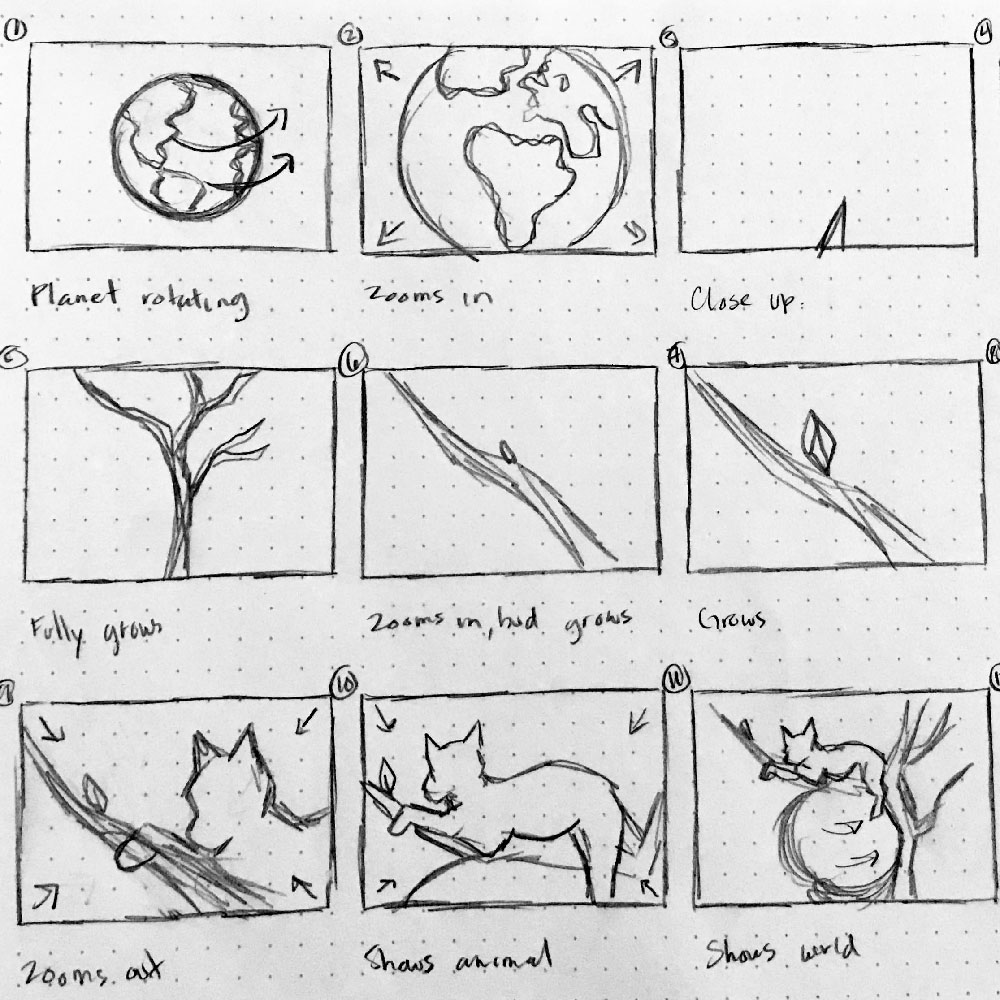 1
2
3
4
Planet rotating
Zooms in
Close up.
5
6
7
8
Fully grows
Zooms in, bud grows
Grows
9
10
11
Zooms out
Shows animal
Shows world